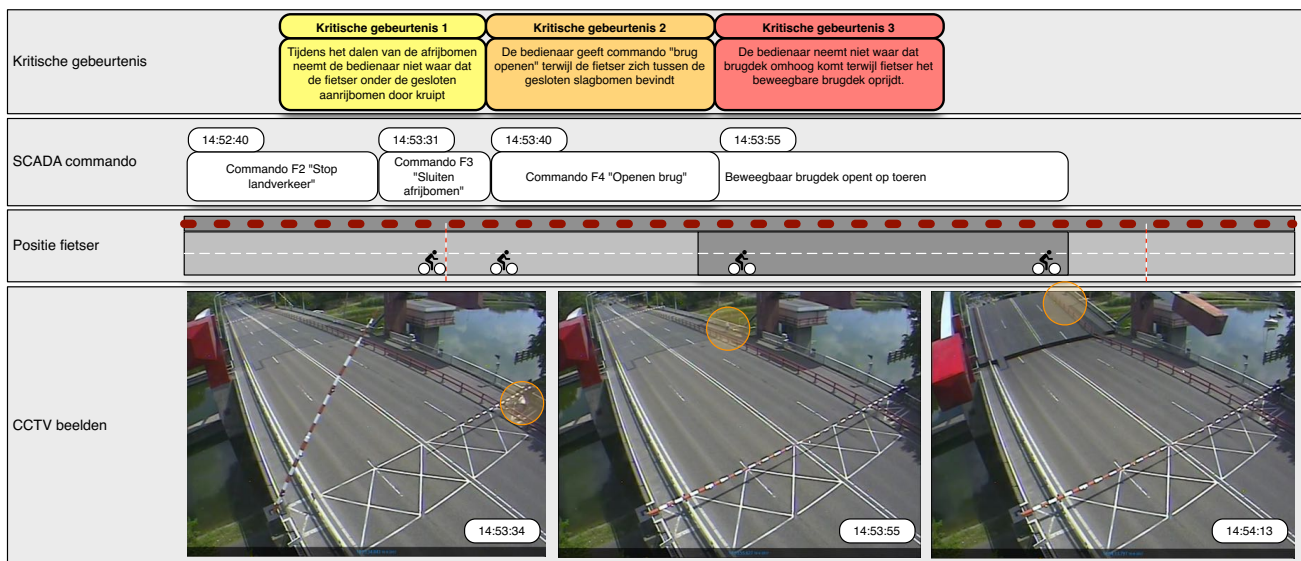 Kritische gebeurtenis
Kritische gebeurtenis 1
Tijdens het dalen van de afrijbomen
neemt de bedienaar niet waar dat
de fietser onder de gesloten
aanrijbomen door kruipt
Kritische gebeurtenis 2
De bedienaar geeft commando "brug
openen" terwijl de fietser zich tussen de
gesloten slagbomen bevindt
Kritische gebeurtenis 3
De bedienaar neemt niet waar dat
brugdek omhoog komt terwijl fietser het
beweegbare brugdek oprijdt.
SCADA commando
14:52:40
Commando F2 "Stop
landverkeer"
14:53:31
Commando F3
"Sluiten
afrijbomen"
14:53:40
Commando F4 "Openen brug"
14:53:55
Beweegbaar brugdek opent op toeren
Positie fietser
CCTV beelden
14:53:34
14:53:55
14:54:13